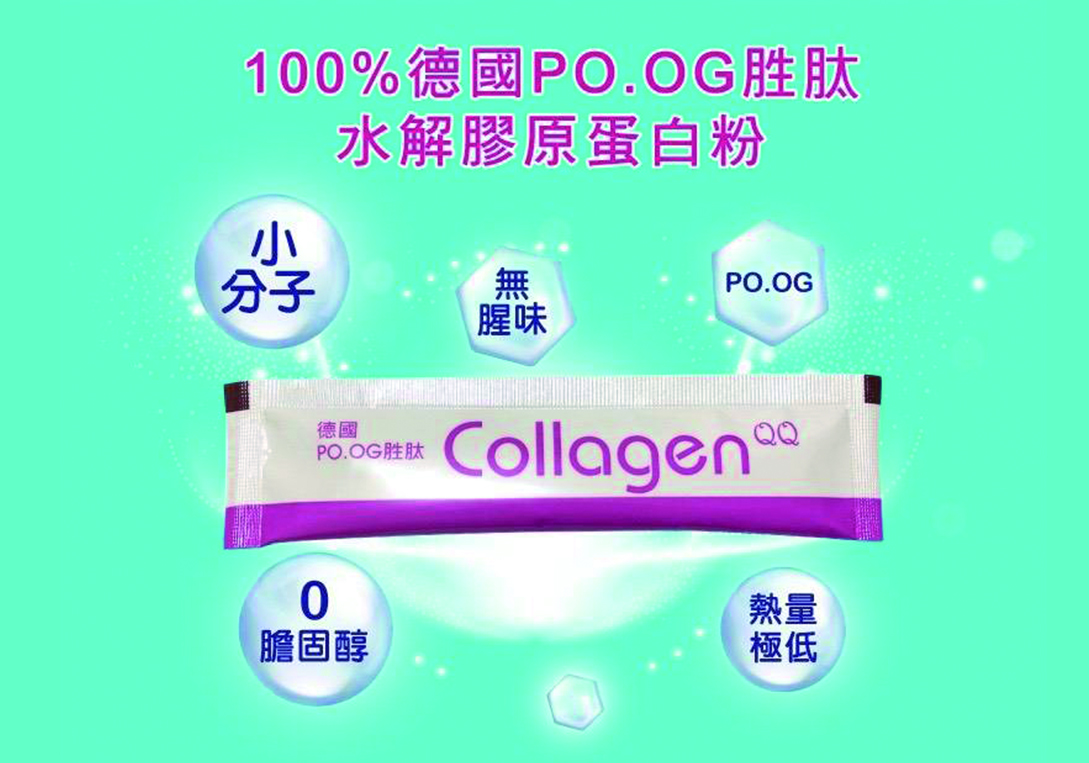 100%德國PO.OG胜肽
水解膠原蛋白粉
小
分子
無
腥味
PO.OG
德國
PO.OG胜肽
Collagen QQ
0
膽固醇
熱量
極低